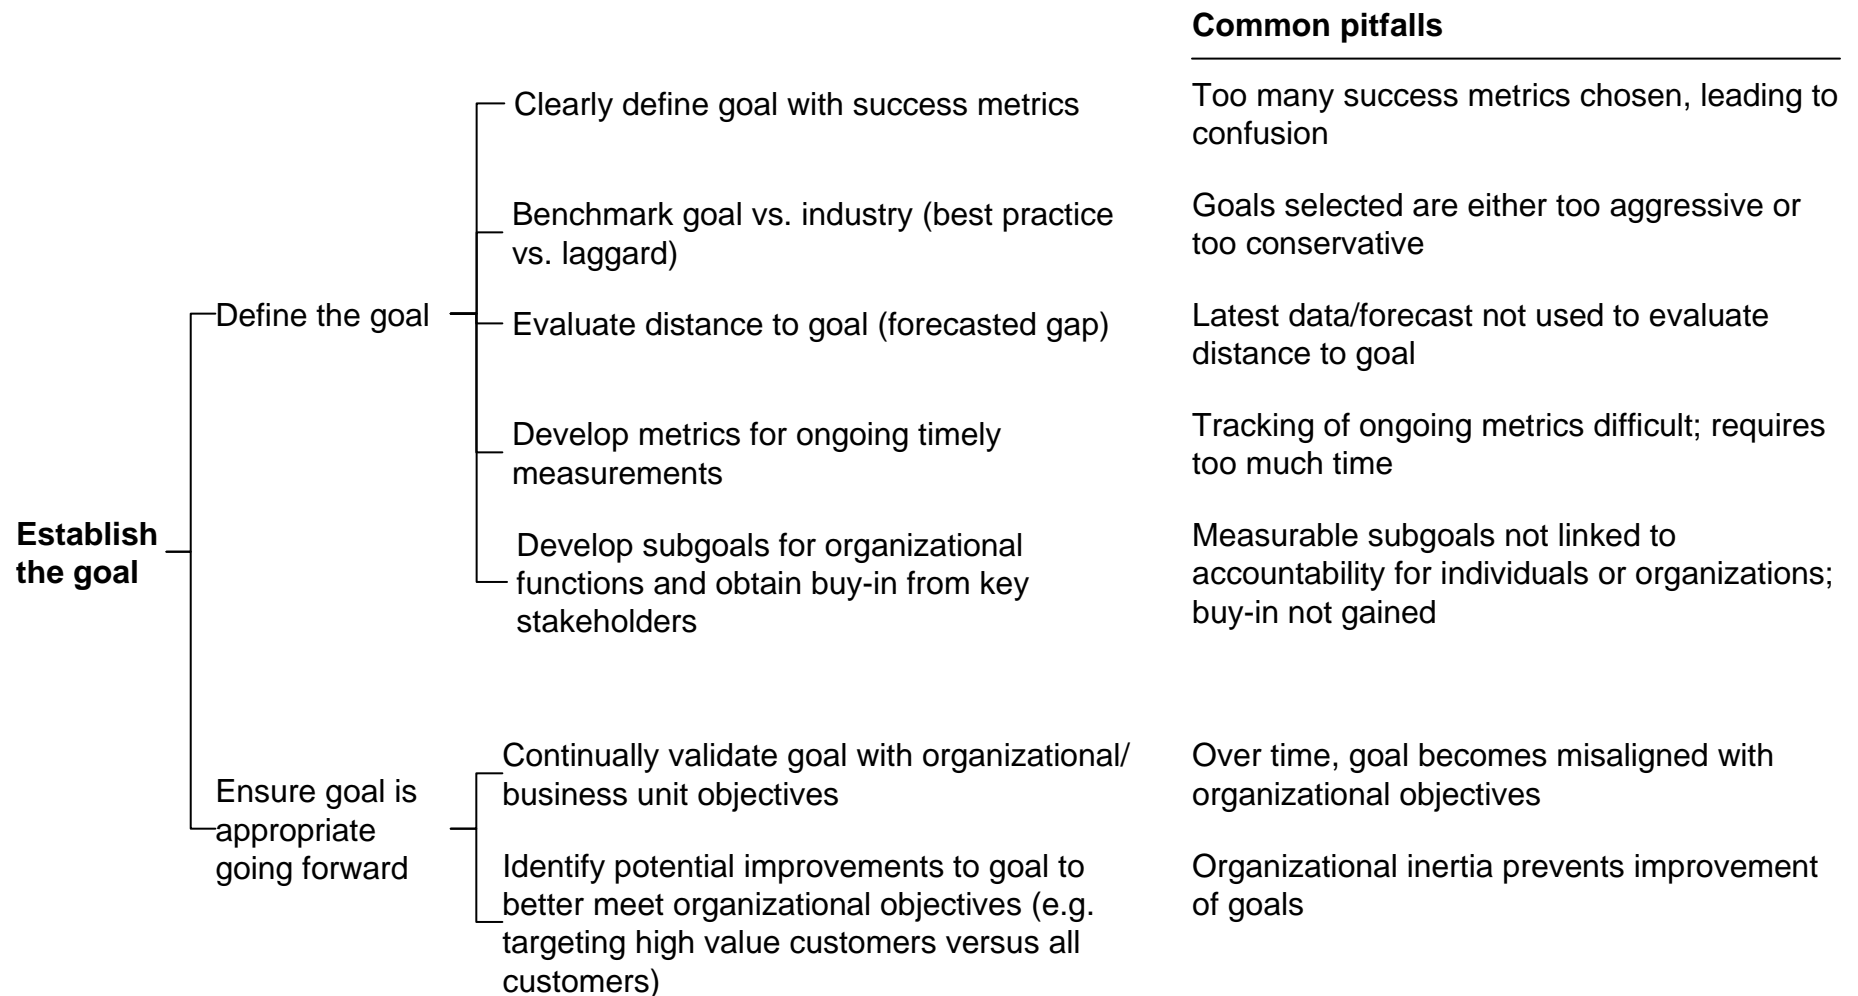 Common pitfalls
Clearly define goal with success metrics
Too many success metrics chosen, leading to
confusion
Benchmark goal vs. industry (best practice
vs. laggard)
Goals selected are either too aggressive or
too conservative
Define the goal
Evaluate distance to goal (forecasted gap)
Latest data/forecast not used to evaluate
distance to goal
Develop metrics for ongoing timely
measurements
Tracking of ongoing metrics difficult; requires
too much time
Establish
the goal
Develop subgoals for organizational
functions and obtain buy-in from key
stakeholders
Measurable subgoals not linked to
accountability for individuals or organizations;
buy-in not gained
Ensure goal is
appropriate
going forward
Continually validate goal with organizational/
business unit objectives
Over time, goal becomes misaligned with
organizational objectives
Identify potential improvements to goal to
better meet organizational objectives (e.g.
targeting high value customers versus all
customers)
Organizational inertia prevents improvement
of goals